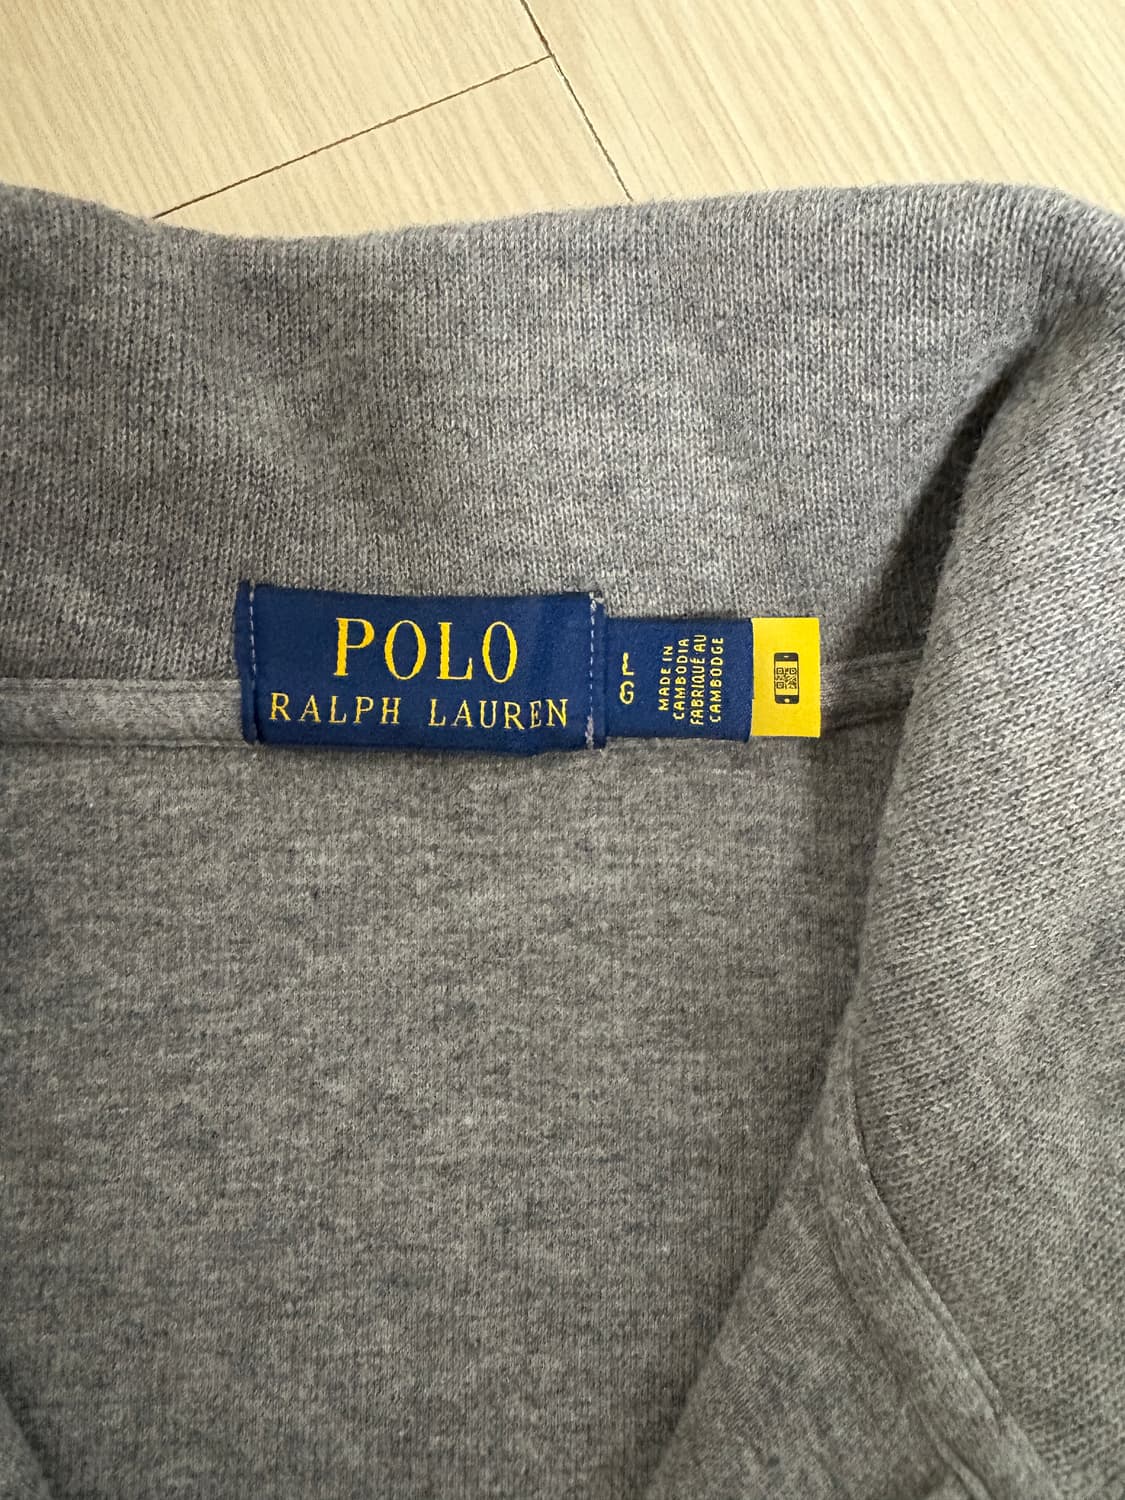 POLO
RALPH LAUREN
L
G
MADE IN
CAMBODIA
FABRIQUÉ AU
CAMBODGE